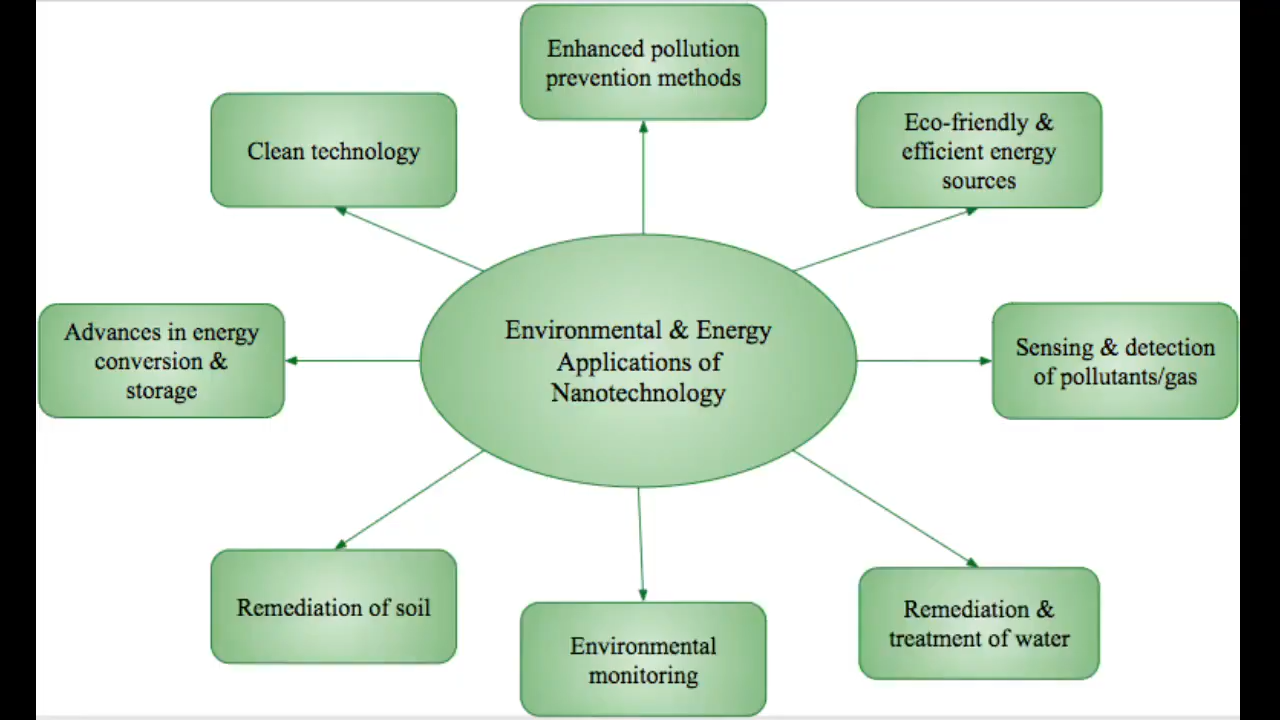 Enhanced pollution
prevention methods
Clean technology
Eco-friendly &
efficient energy
sources
Advances in energy
conversion &
storage
Environmental & Energy
Applications of
Nanotechnology
Sensing & detection
of pollutants/gas
Remediation of soil
Environmental
monitoring
Remediation &
treatment of water